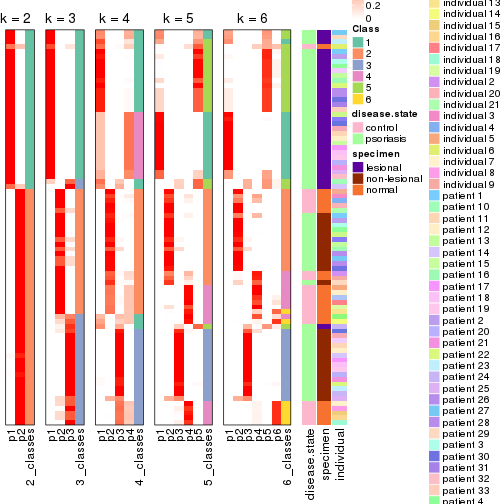 k = 2
k = 3
k = 4
k = 5
k = 6
0.2
0
Class
1
2
3
4
5
6
disease.state
control
psoriasis
specimen
lesional
non-lesional
normal
individual 13
individual 14
individual 15
individual 16
individual 17
individual 18
individual 19
individual 2
individual 20
individual 21
individual 3
individual 4
individual 5
individual 6
individual 7
individual 8
individual 9
patient 1
patient 10
patient 11
patient 12
patient 13
patient 14
patient 15
patient 16
patient 17
patient 18
patient 19
patient 2
patient 20
patient 21
patient 22
patient 23
patient 24
patient 25
patient 26
patient 27
patient 28
patient 29
patient 3
patient 30
patient 31
patient 32
patient 33
patient 4
p1
p2
2_classes
p1
p2
p3
3_classes
p1
p2
p3
p4
4_classes
p1
p2
p3
p4
p5
5_classes
p1
p2
p3
p4
p5
p6
6_classes
disease.state
specimen
individual